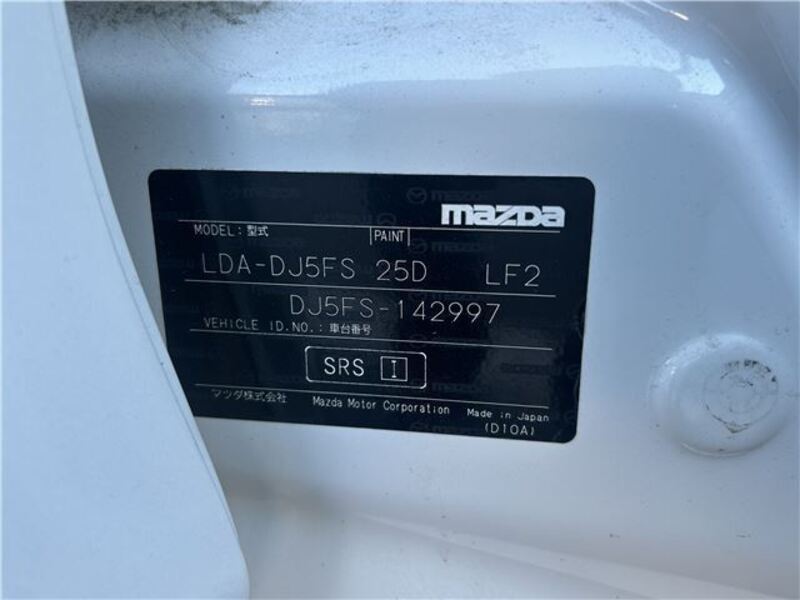 mazda
MODEL: 型式 |PAINT|
LDA-DJ5FS 25D LF2
DJ5FS-142997
VEHICLE ID.NO.: 車台番号
SRS I
マツダ株式会社 Mazda Motor Corporation Made in Japan
(D10A)